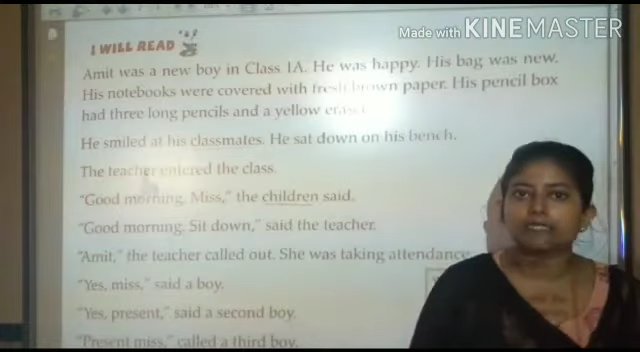 Made with KINEMASTER
I WILL READ
Amit was a new boy in Class 1A. He was happy. His bag was new.
His notebooks were covered with fresh brown paper. His pencil box
had three long pencils and a yellow eraser.
He smiled at his classmates. He sat down on his bench.
The teacher entered the class.
“Good morning, Miss,” the children said.
“Good morning. Sit down,” said the teacher.
“Amit,” the teacher called out. She was taking attendance.
“Yes, miss,” said a boy.
“Yes, present,” said a second boy.
“Present miss,” called a third boy.